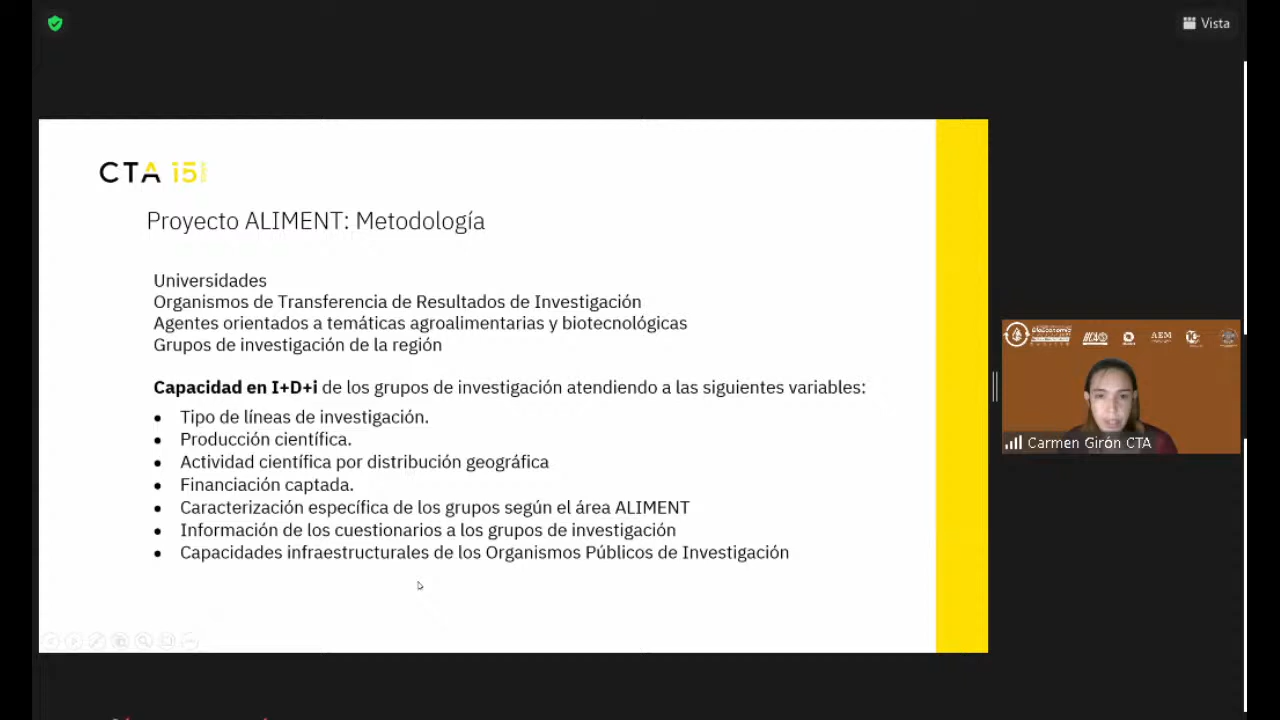 Vista
CTA 15
Proyecto ALIMENT: Metodología
Universidades
Organismos de Transferencia de Resultados de Investigación
Agentes orientados a temáticas agroalimentarias y biotecnológicas
Grupos de investigación de la región
Capacidad en I+D+i de los grupos de investigación atendiendo a las siguientes variables:
• Tipo de líneas de investigación.
• Producción científica.
• Actividad científica por distribución geográfica
• Financiación captada.
• Caracterización específica de los grupos según el área ALIMENT
• Información de los cuestionarios a los grupos de investigación
• Capacidades infraestructurales de los Organismos Públicos de Investigación
AEM
Carmen Girón CTA